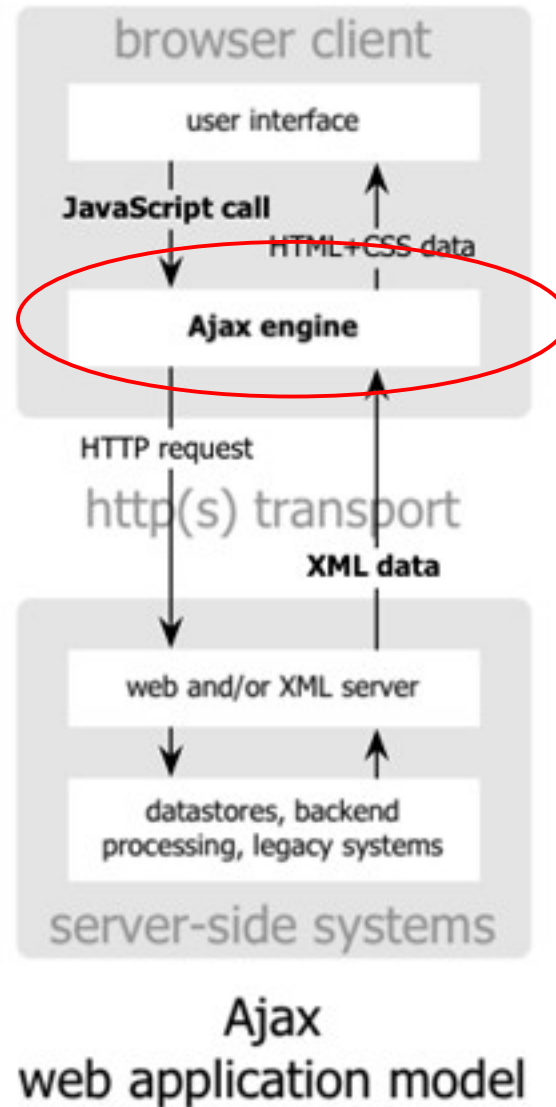 browser client
user interface
JavaScript call
HTML+CSS data
Ajax engine
HTTP request
http(s) transport
XML data
web and/or XML server
datastores, backend
processing, legacy systems
server-side systems
Ajax
web application model